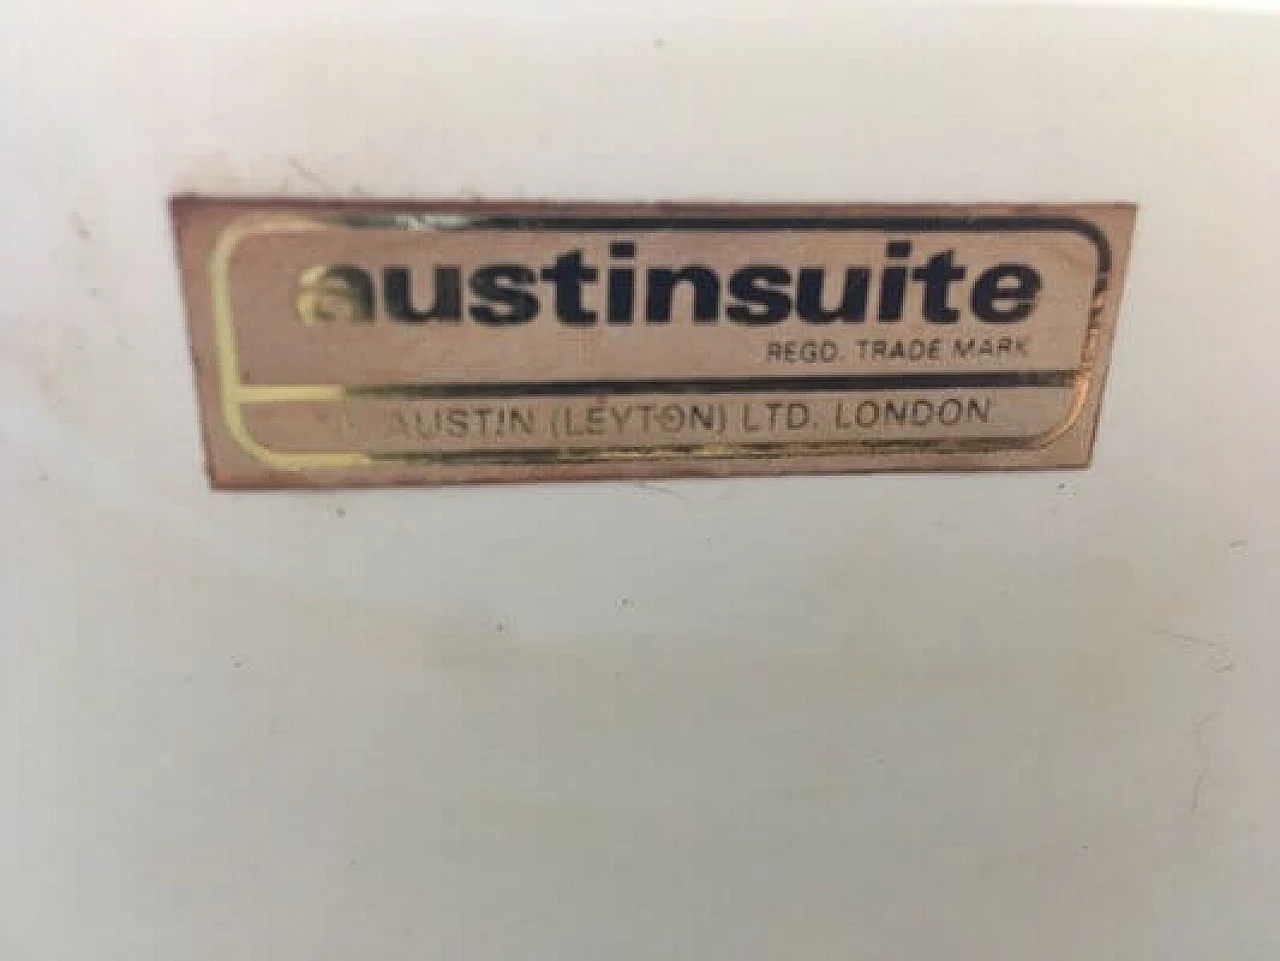 austinsuite
REGD. TRADE MARK
AUSTIN (LEYTON) LTD. LONDON